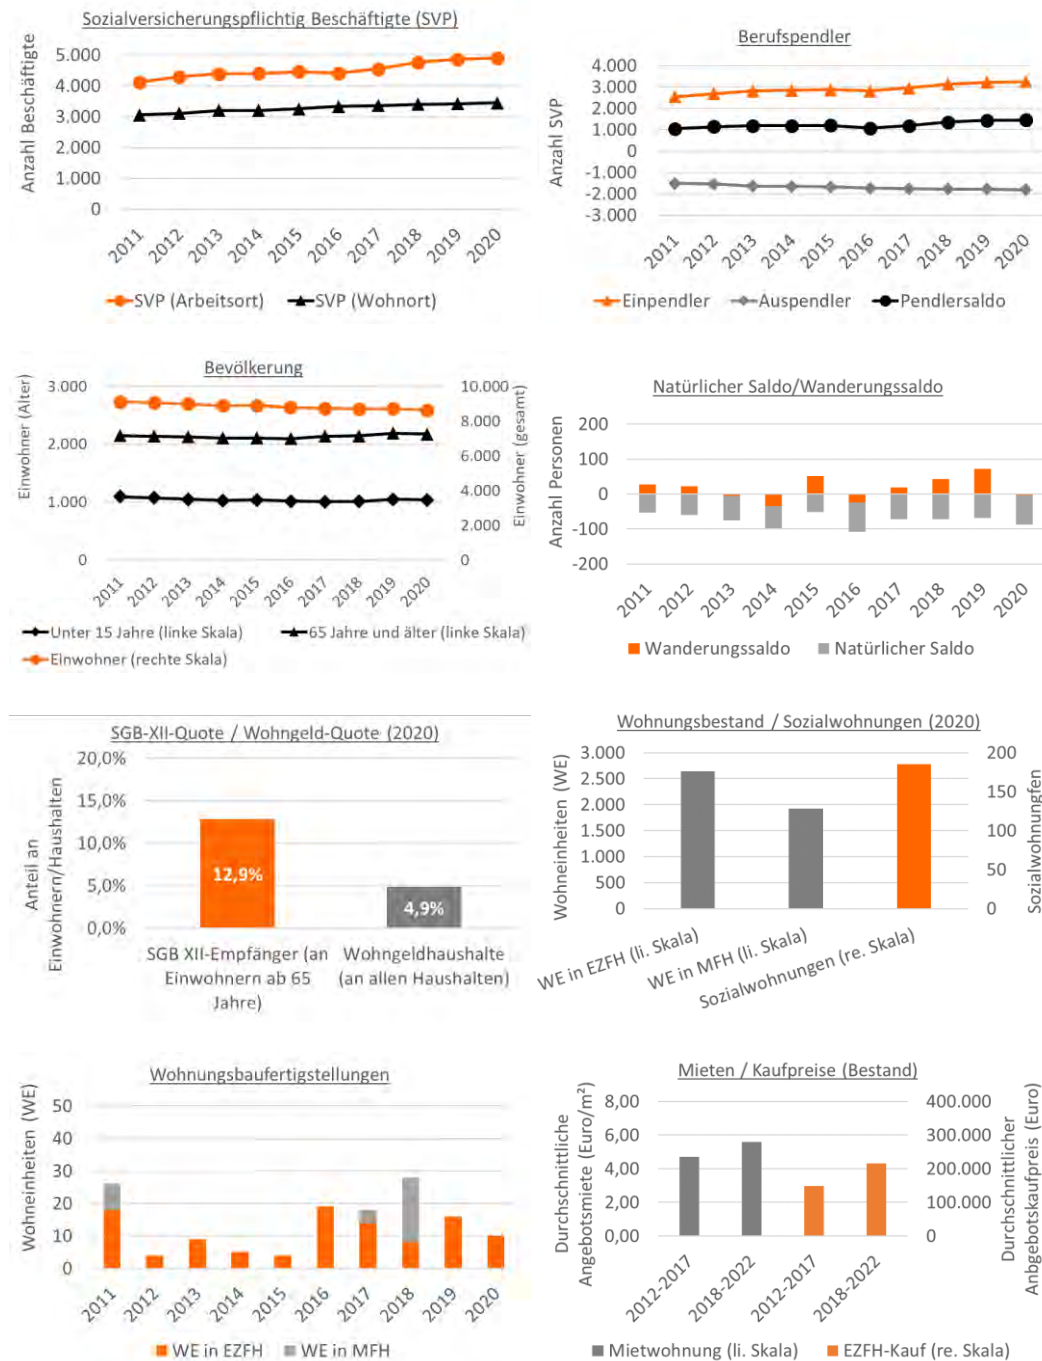 Sozialversicherungspflichtig Beschäftigte (SVP)
Anzahl Beschäftigte
5.000
4.000
3.000
2.000
1.000
0
2011 2012 2013 2014 2015 2016 2017 2018 2019 2020
SVP (Arbeitsort) SVP (Wohnort)
Berufspendler
Anzahl SVP
4.000
3.000
2.000
1.000
0
-1.000
-2.000
-3.000
2011 2012 2013 2014 2015 2016 2017 2018 2019 2020
Einpendler Auspendler Pendlersaldo
Bevölkerung
Einwohner (Alter)
3.000
2.000
1.000
0
Einwohner (gesamt)
10.000
8.000
6.000
4.000
2.000
0
2011 2012 2013 2014 2015 2016 2017 2018 2019 2020
Unter 15 Jahre (linke Skala) 65 Jahre und älter (linke Skala)
Einwohner (rechte Skala)
Natürlicher Saldo/Wanderungssaldo
Anzahl Personen
200
100
0
-100
-200
2011 2012 2013 2014 2015 2016 2017 2018 2019 2020
Wanderungssaldo Natürlicher Saldo
SGB-XII-Quote / Wohngeld-Quote (2020)
Anteil an
Einwohnern/Haushalten
20,0%
15,0%
10,0%
5,0%
0,0%
12,9%
4,9%
SGB XII-Empfänger (an
Einwohnern ab 65
Jahre)
Wohngeldhaushalte
(an allen Haushalten)
Wohnungsbestand / Sozialwohnungen (2020)
Wohneinheiten (WE)
3.000
2.500
2.000
1.500
1.000
500
0
Sozialwohnungfen
200
150
100
50
0
WE in EZFH (li. Skala)
WE in MFH (li. Skala)
Sozialwohnungen (re. Skala)
Wohnungsbaufertigstellungen
Wohneinheiten (WE)
50
40
30
20
10
0
2011 2012 2013 2014 2015 2016 2017 2018 2019 2020
WE in EZFH WE in MFH
Mieten / Kaufpreise (Bestand)
Durchschnittliche
Angebotsmiete (Euro/m²)
8,00
6,00
4,00
2,00
0,00
Durchschnittlicher
Anbgebotskaufpreis (Euro)
400.000
300.000
200.000
100.000
0
2012-2017 2018-2022 2012-2017 2018-2022
Mietwohnung (li. Skala) EZFH-Kauf (re. Skala)